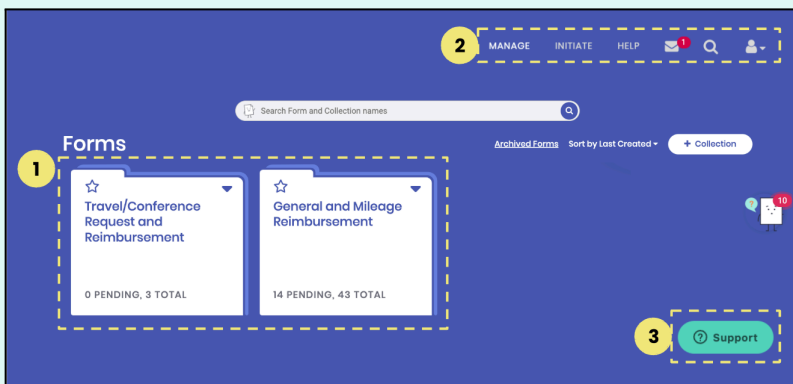 2
MANAGE INITIATE HELP 1
Search Form and Collection names
Forms
Archived Forms Sort by Last Created + Collection
1
Travel/Conference
Request and
Reimbursement
0 PENDING, 3 TOTAL
General and Mileage
Reimbursement
14 PENDING, 43 TOTAL
? 10
3
? Support